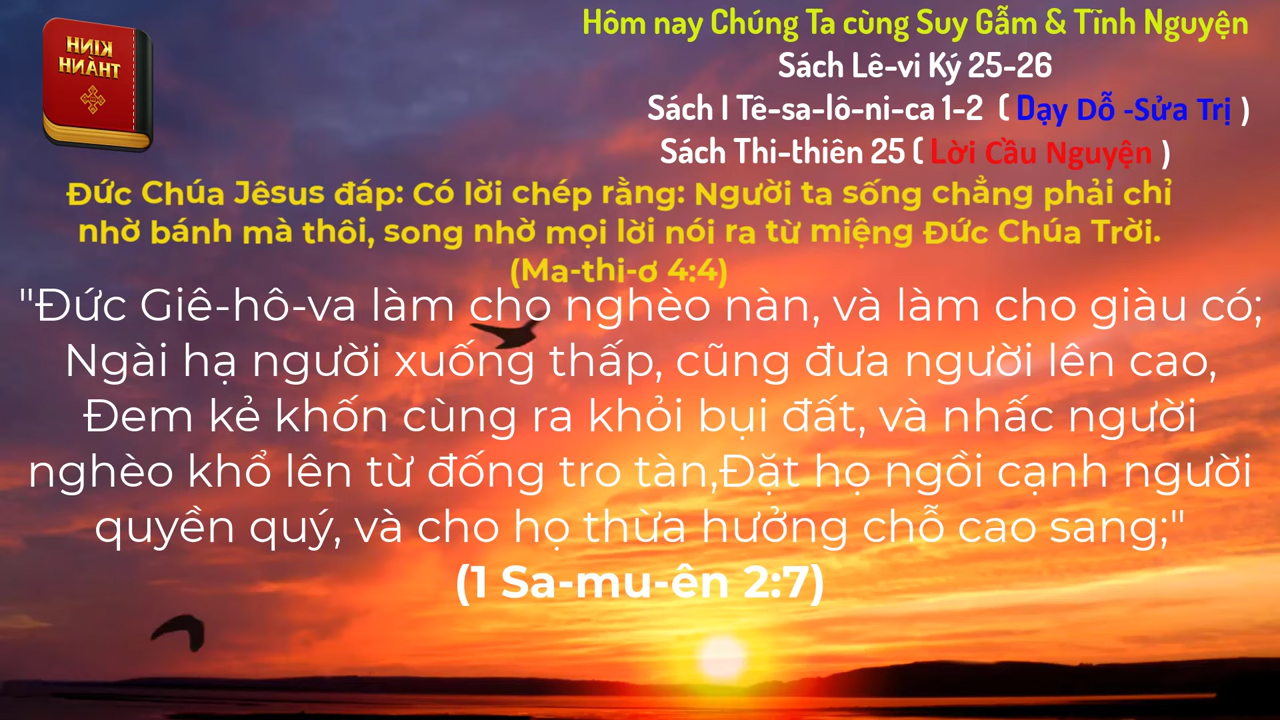 KINH
THÁNH
Hôm nay Chúng Ta cùng Suy Gẫm & Tĩnh Nguyện
Sách Lê-vi Ký 25-26
Sách I Tê-sa-lô-ni-ca 1-2 ( Dạy Dỗ -Sửa Trị )
Sách Thi-thiên 25 ( Lời Cầu Nguyện )
Đức Chúa Jêsus đáp: Có lời chép rằng: Người ta sống chẳng phải chỉ
nhờ bánh mà thôi, song nhờ mọi lời nói ra từ miệng Đức Chúa Trời.
(Ma-thi-ơ 4:4)
"Đức Giê-hô-va làm cho nghèo nàn, và làm cho giàu có;
Ngài hạ người xuống thấp, cũng đưa người lên cao,
Đem kẻ khốn cùng ra khỏi bụi đất, và nhấc người
nghèo khổ lên từ đống tro tàn,Đặt họ ngồi cạnh người
quyền quý, và cho họ thừa hưởng chỗ cao sang;"
(1 Sa-mu-ên 2:7)